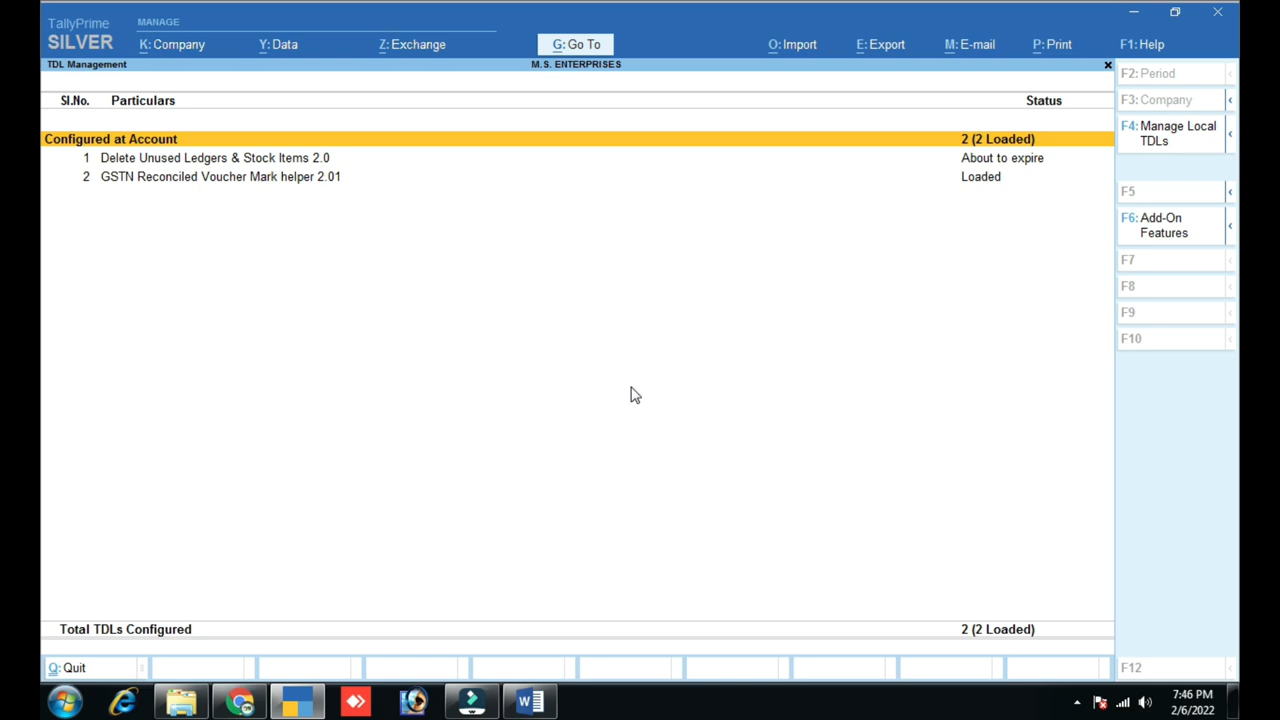 TallyPrime
SILVER
MANAGE
K: Company
Y: Data
Z: Exchange
G: Go To
O: Import
E: Export
M: E-mail
P: Print
F1: Help
TDL Management
M.S. ENTERPRISES
Sl.No. Particulars Status
Configured at Account 2 (2 Loaded)
1 Delete Unused Ledgers & Stock Items 2.0 About to expire
2 GSTN Reconciled Voucher Mark helper 2.01 Loaded
Total TDLs Configured 2 (2 Loaded)
Q: Quit
F2: Period
F3: Company
F4: Manage Local
TDLs
F5
F6: Add-On
Features
F7
F8
F9
F10
F12
7:46 PM
2/6/2022